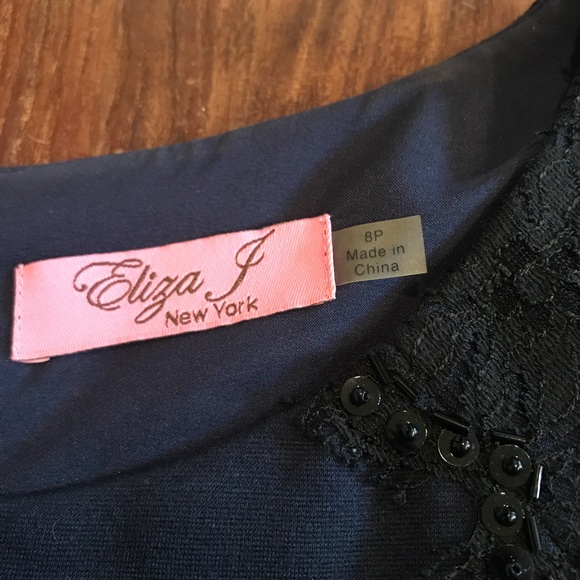 Eliza J
New York
8P
Made in
China